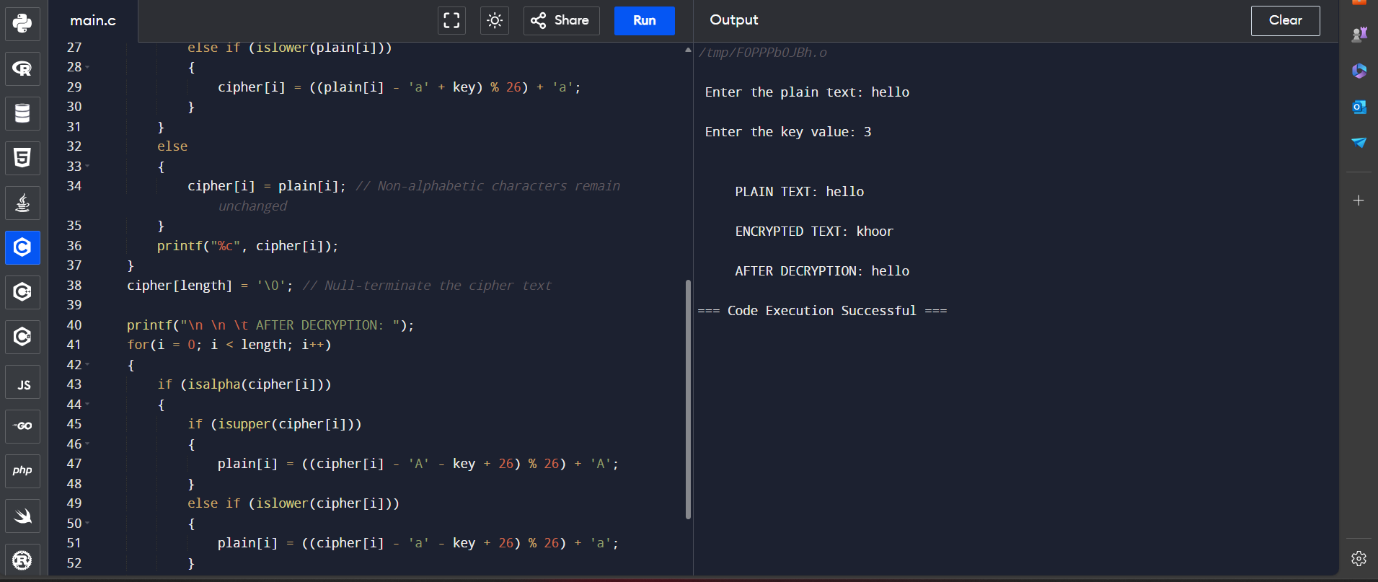 main.c
Share
Run
Output
Clear
27 else if (islower(plain[i]))
28 {
29 cipher[i] = ((plain[i] - 'a' + key) % 26) + 'a';
30 }
31 }
32 else
33 {
34 cipher[i] = plain[i]; // Non-alphabetic characters remain
unchanged
35 }
36 printf("%c", cipher[i]);
37 }
38 cipher[length] = '\0'; // Null-terminate the cipher text
39
40 printf("\n \n \t AFTER DECRYPTION: ");
41 for(i = 0; i < length; i++)
42 {
43 if (isalpha(cipher[i]))
44 {
45 if (isupper(cipher[i]))
46 {
47 plain[i] = ((cipher[i] - 'A' - key + 26) % 26) + 'A';
48 }
49 else if (islower(cipher[i]))
50 {
51 plain[i] = ((cipher[i] - 'a' - key + 26) % 26) + 'a';
52 }
/tmp/F0PPPbOJBh.o
Enter the plain text: hello
Enter the key value: 3
PLAIN TEXT: hello
ENCRYPTED TEXT: khoor
AFTER DECRYPTION: hello
=== Code Execution Successful ===
R
5
C
C
C
JS
GO
php
R